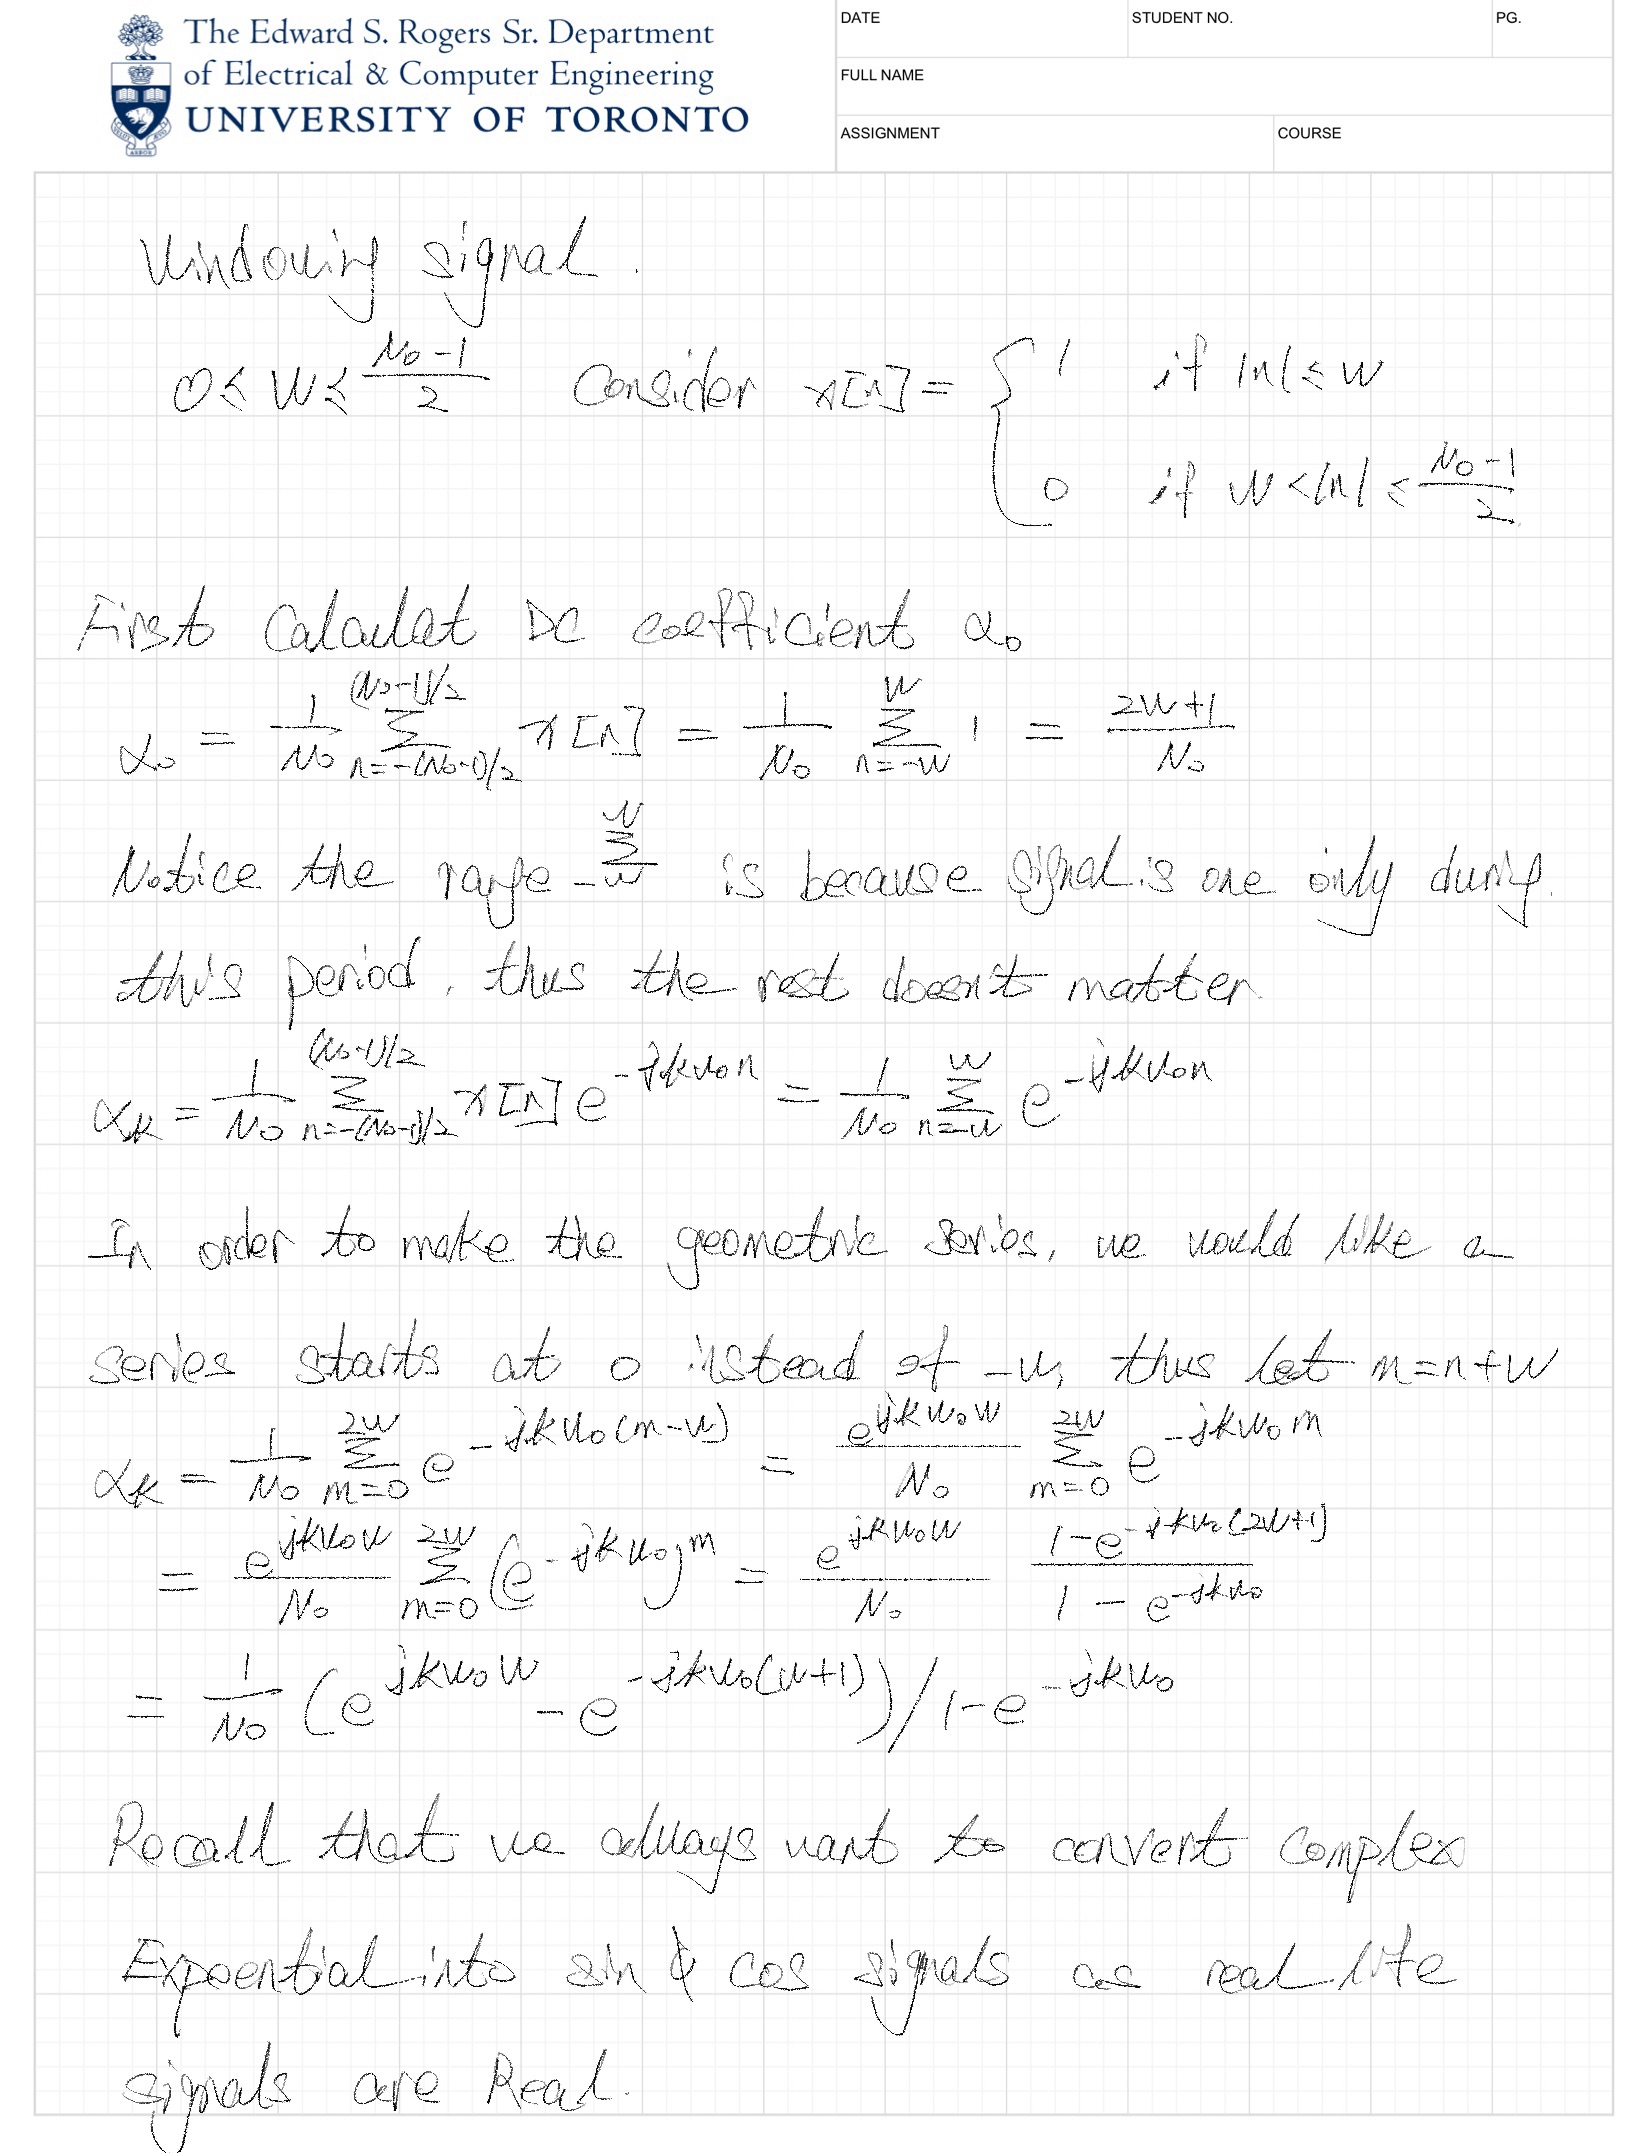 The Edward S. Rogers Sr. Department
of Electrical & Computer Engineering
UNIVERSITY OF TORONTO
DATE STUDENT NO. PG.
FULL NAME
ASSIGNMENT COURSE
Windowing signal.
0 ≤ W ≤ (N₀-1)/2 Consider x[n] = { 1 if |n| ≤ W
0 if W < |n| ≤ (N₀-1)/2
First Calculat DC coefficient α₀
α₀ = 1/N₀ Σ_{n=-(N₀-1)/2}^{(N₀-1)/2} x[n] = 1/N₀ Σ_{n=-W}^{W} 1 = (2W+1)/N₀
Notice the range Σ_{-W}^{W} is because signal is one only during
this period, thus the rest doesn't matter
α_K = 1/N₀ Σ_{n=-(N₀-1)/2}^{(N₀-1)/2} x[n] e^{-jkω₀n} = 1/N₀ Σ_{n=-W}^{W} e^{-jkω₀n}
In order to make the geometric series, we would like a
series starts at 0 instead of -W, thus let m=n+W
α_K = 1/N₀ Σ_{m=0}^{2W} e^{-jkω₀(m-W)} = e^{jkω₀W}/N₀ Σ_{m=0}^{2W} e^{-jkω₀m}
= e^{jkω₀W}/N₀ Σ_{m=0}^{2W} (e^{-jkω₀})^m = e^{jkω₀W}/N₀ (1-e^{-jkω₀(2W+1)})/(1-e^{-jkω₀})
= 1/N₀ (e^{jkω₀W} - e^{-jkω₀(W+1)}) / 1-e^{-jkω₀}
Recall that we always want to convert complex
Expoential into sin & cos signals as real life
signals are Real.